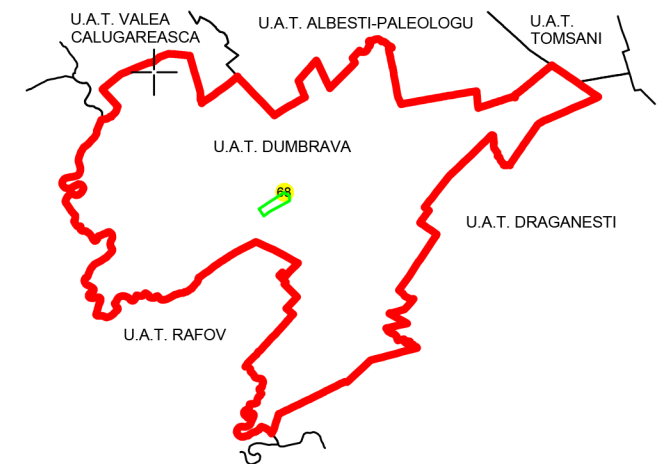 U.A.T. VALEA
CALUGAREASCA
U.A.T. ALBESTI-PALEOLOGU
U.A.T.
TOMSANI
U.A.T. DUMBRAVA
68
U.A.T. DRAGANESTI
U.A.T. RAFOV